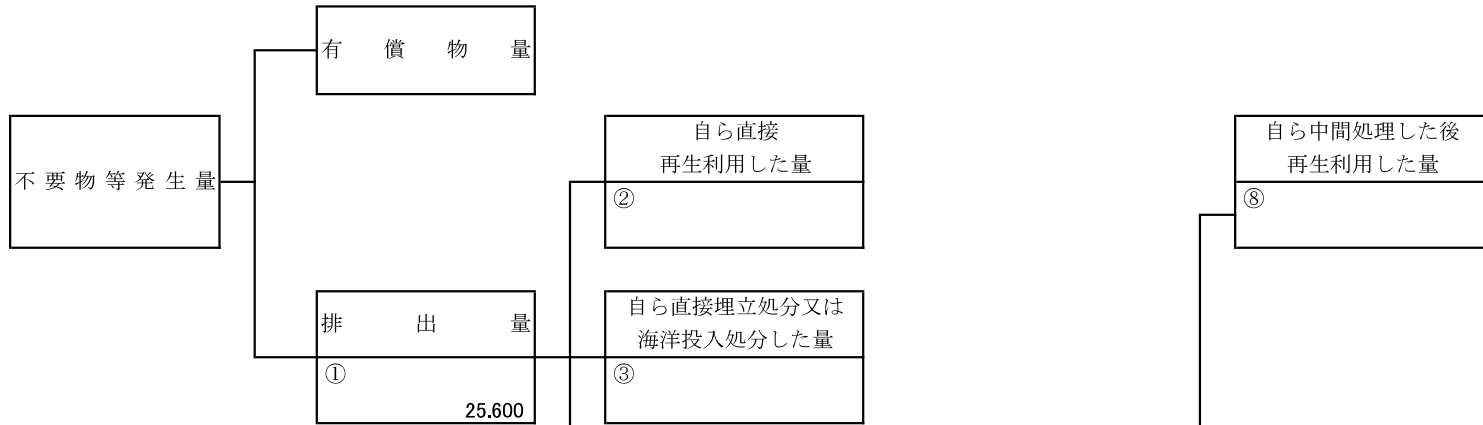 有償物量
不要物等発生量
自ら直接
再生利用した量
②
自ら中間処理した後
再生利用した量
⑧
排出量
①
25.600
自ら直接埋立処分又は
海洋投入処分した量
③